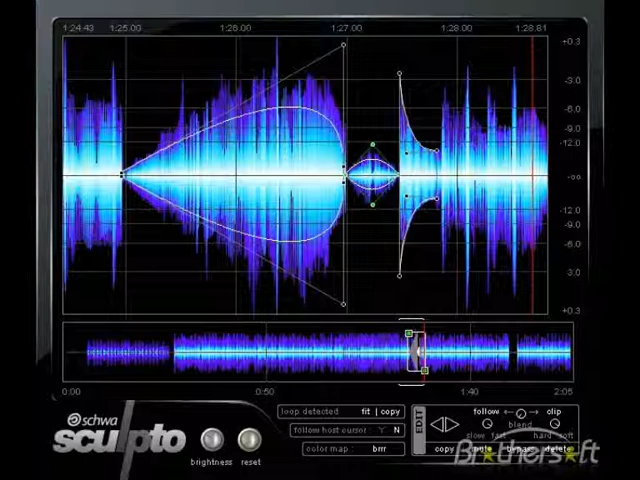 1:24.43 1:25.00 1:26.00 1:27.00 1:28.00 1:28.81
+0.3
-3.0
-6.0
-9.0
-12.0
-∞
-12.0
-9.0
-6.0
3.0
+0.3
0:00 0:50 1:40 2:05
schwa
sculpto
brightness reset
loop detected fit | copy
follow host cursor Y N
color map: brrr
EDIT
follow clip
blend
slow fast hard soft
copy mute bypass delete
Brothersoft